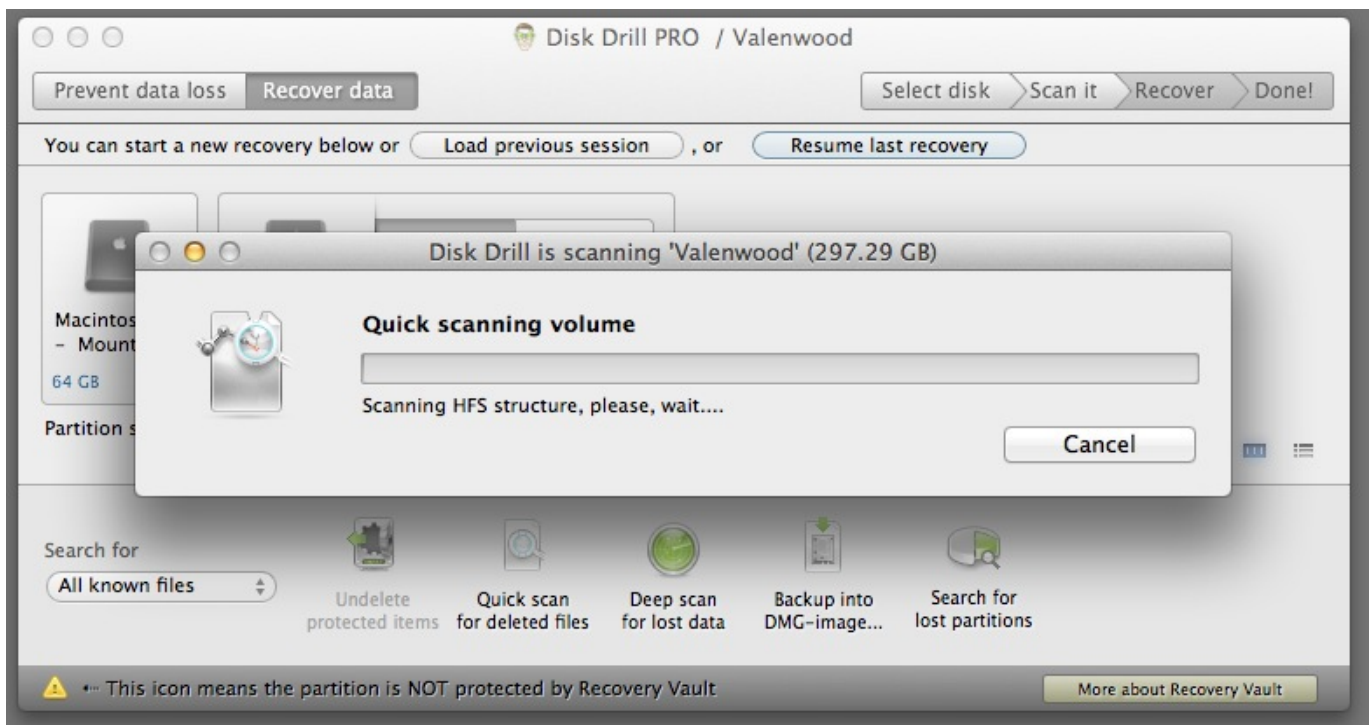 Disk Drill PRO / Valenwood
Prevent data loss
Recover data
Select disk
Scan it
Recover
Done!
You can start a new recovery below or
Load previous session
, or
Resume last recovery
Disk Drill is scanning 'Valenwood' (297.29 GB)
Quick scanning volume
Scanning HFS structure, please, wait....
Cancel
Macintos
- Mount
64 GB
Partition s
Search for
All known files
Undelete
protected items
Quick scan
for deleted files
Deep scan
for lost data
Backup into
DMG-image...
Search for
lost partitions
This icon means the partition is NOT protected by Recovery Vault
More about Recovery Vault